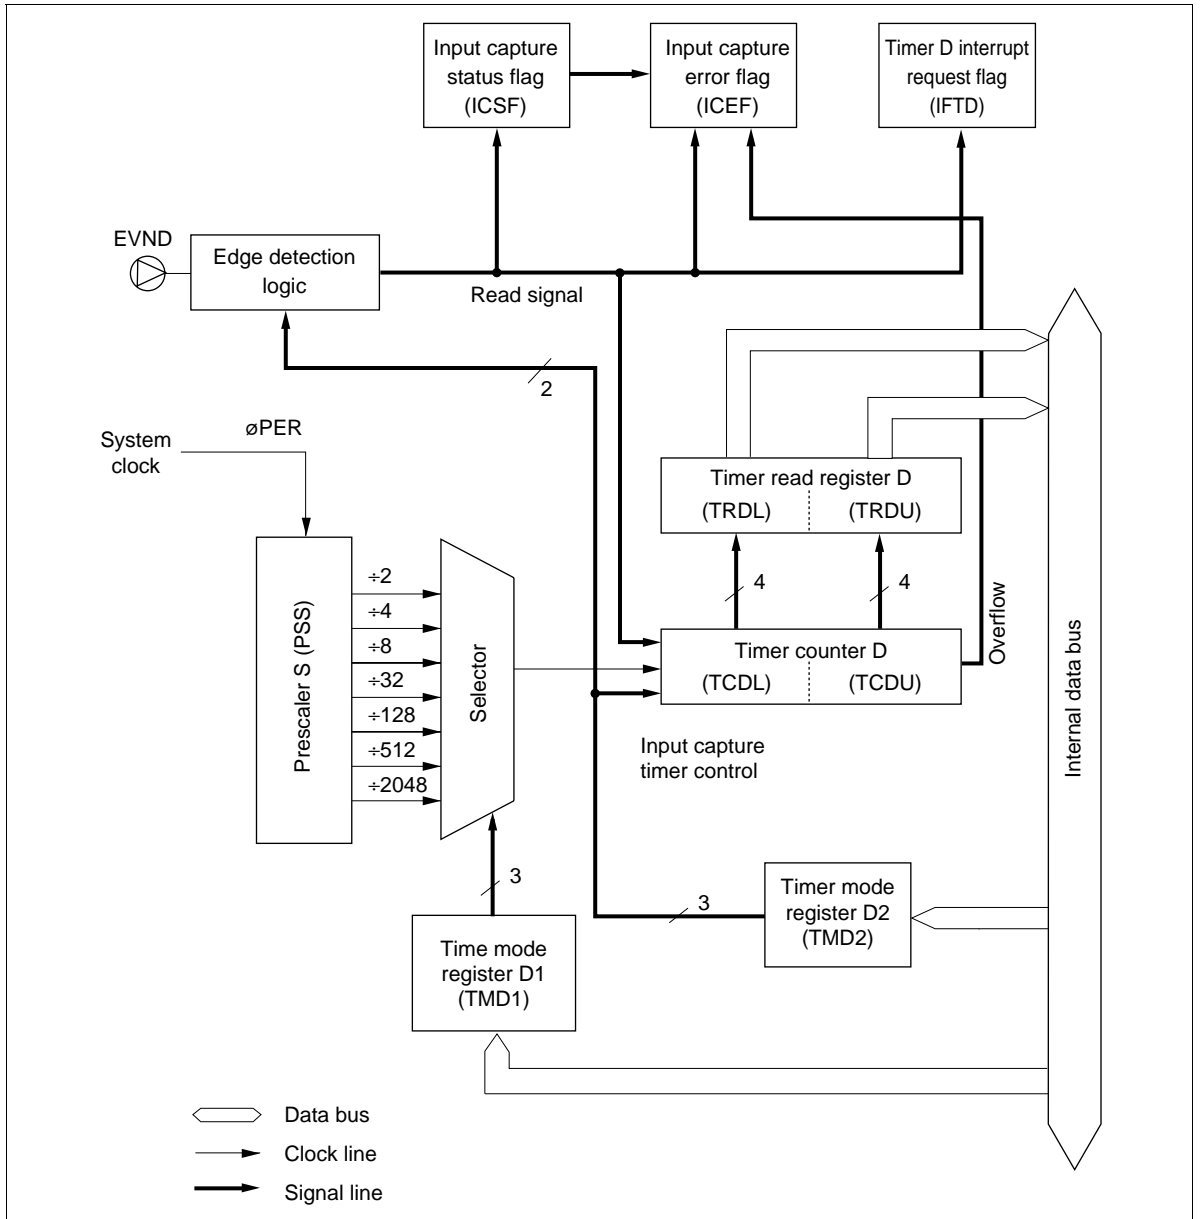 Input capture
status flag
(ICSF)
Input capture
error flag
(ICEF)
Timer D interrupt
request flag
(IFTD)
EVND
Edge detection
logic
Read signal
2
øPER
System
clock
Timer read register D
(TRDL)
(TRDU)
Prescaler S (PSS)
÷2
÷4
÷8
÷32
÷128
÷512
÷2048
Selector
4
4
Timer counter D
(TCDL)
(TCDU)
Overflow
Internal data bus
Input capture
timer control
3
3
Timer mode
register D2
(TMD2)
Time mode
register D1
(TMD1)
Data bus
Clock line
Signal line